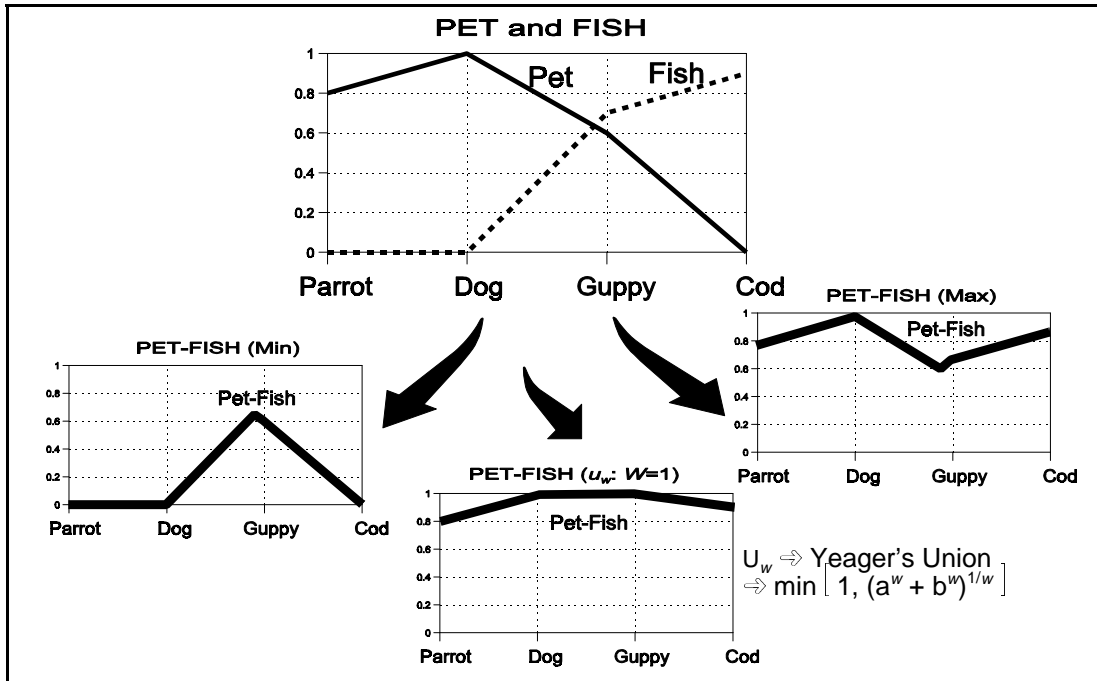 PET and FISH
1
0.8
0.6
0.4
0.2
0
Pet
Fish
Parrot Dog Guppy Cod
PET-FISH (Min)
1
0.8
0.6
0.4
0.2
0
Pet-Fish
Parrot Dog Guppy Cod
PET-FISH (u_w: W=1)
1
0.8
0.6
0.4
0.2
0
Pet-Fish
Parrot Dog Guppy Cod
PET-FISH (Max)
1
0.8
0.6
0.4
0.2
0
Pet-Fish
Parrot Dog Guppy Cod
U_w ⇨ Yeager's Union
⇨ min [ 1, (a^w + b^w)^1/w ]